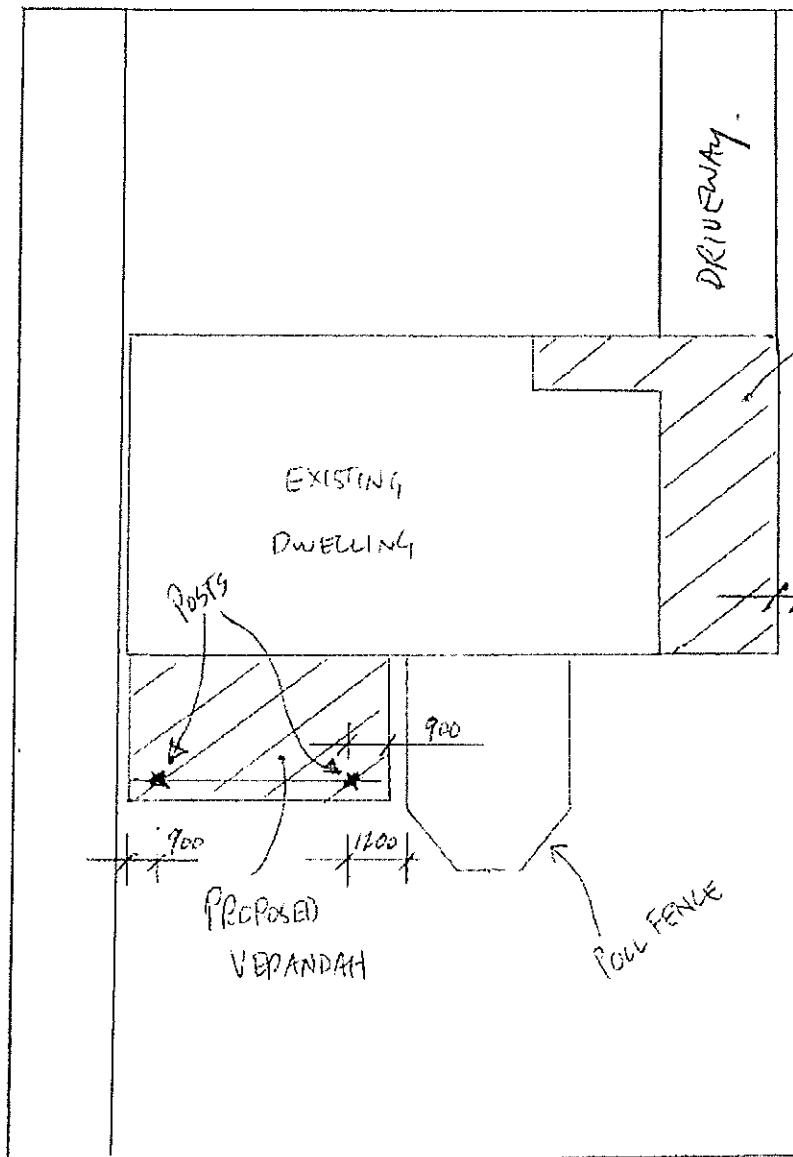 DRIVEWAY.
EXISTING
DWELLING
POSTS
900
900
1200
PROPOSED
VERANDAH
POOL FENCE